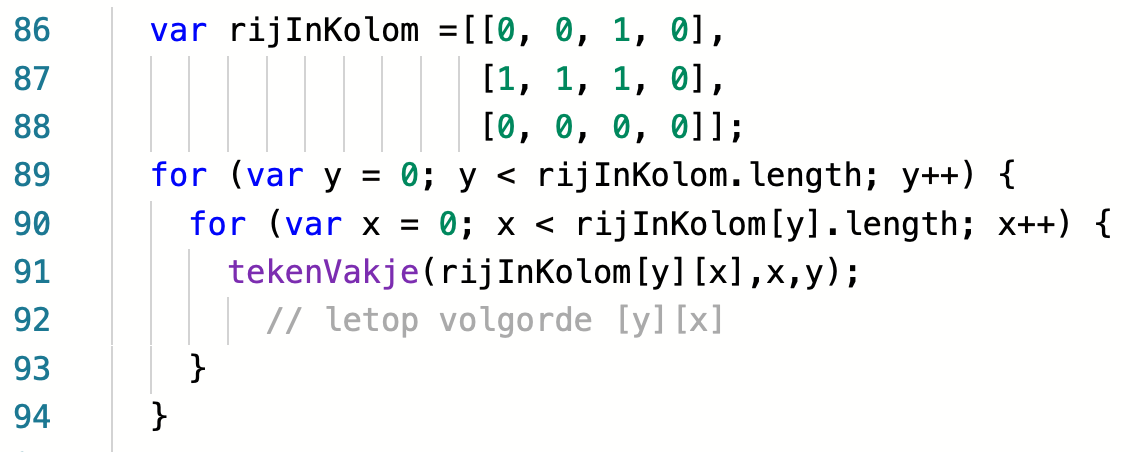 86 var rijInKolom =[[0, 0, 1, 0],
87 [1, 1, 1, 0],
88 [0, 0, 0, 0]];
89 for (var y = 0; y < rijInKolom.length; y++) {
90 for (var x = 0; x < rijInKolom[y].length; x++) {
91 tekenVakje(rijInKolom[y][x],x,y);
92 // letop volgorde [y][x]
93 }
94 }